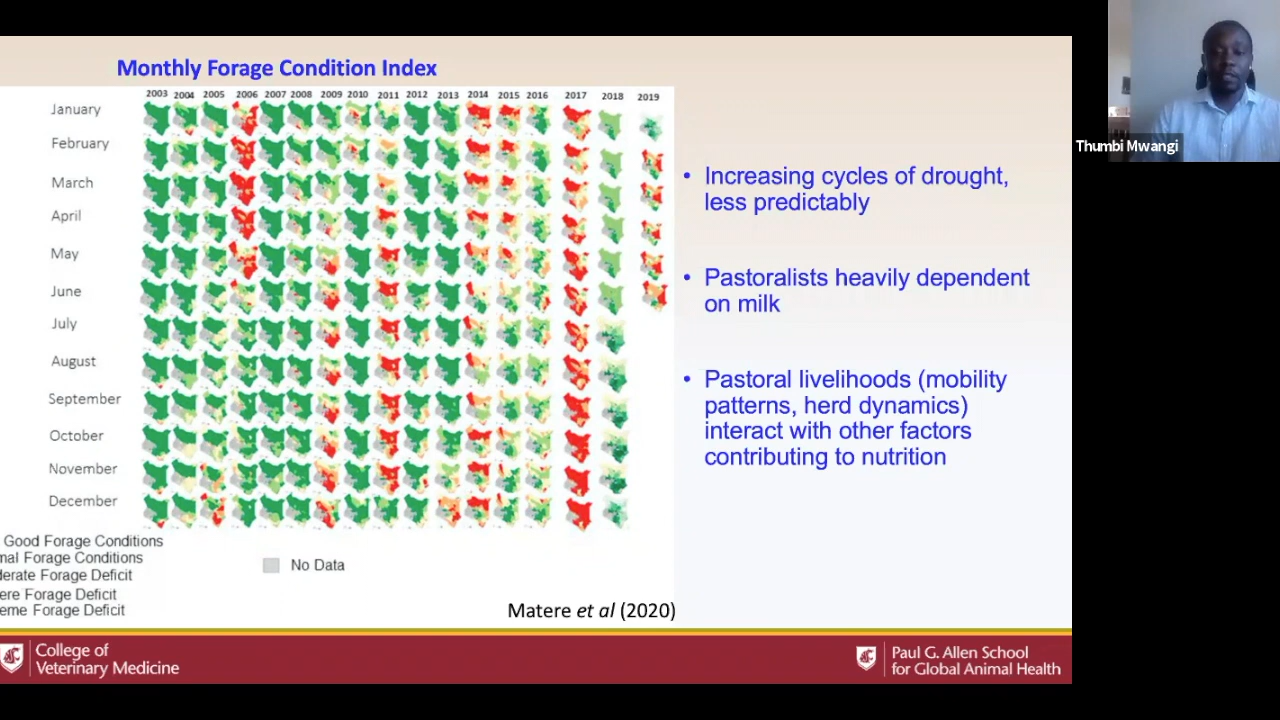 Monthly Forage Condition Index
2003 2004 2005 2006 2007 2008 2009 2010 2011 2012 2013 2014 2015 2016 2017 2018 2019
January
February
March
April
May
June
July
August
September
October
November
December
Good Forage Conditions
mal Forage Conditions
derate Forage Deficit
ere Forage Deficit
eme Forage Deficit
No Data
Matere et al (2020)
• Increasing cycles of drought,
less predictably
• Pastoralists heavily dependent
on milk
• Pastoral livelihoods (mobility
patterns, herd dynamics)
interact with other factors
contributing to nutrition
Thumbi Mwangi
College of
Veterinary Medicine
Paul G. Allen School
for Global Animal Health